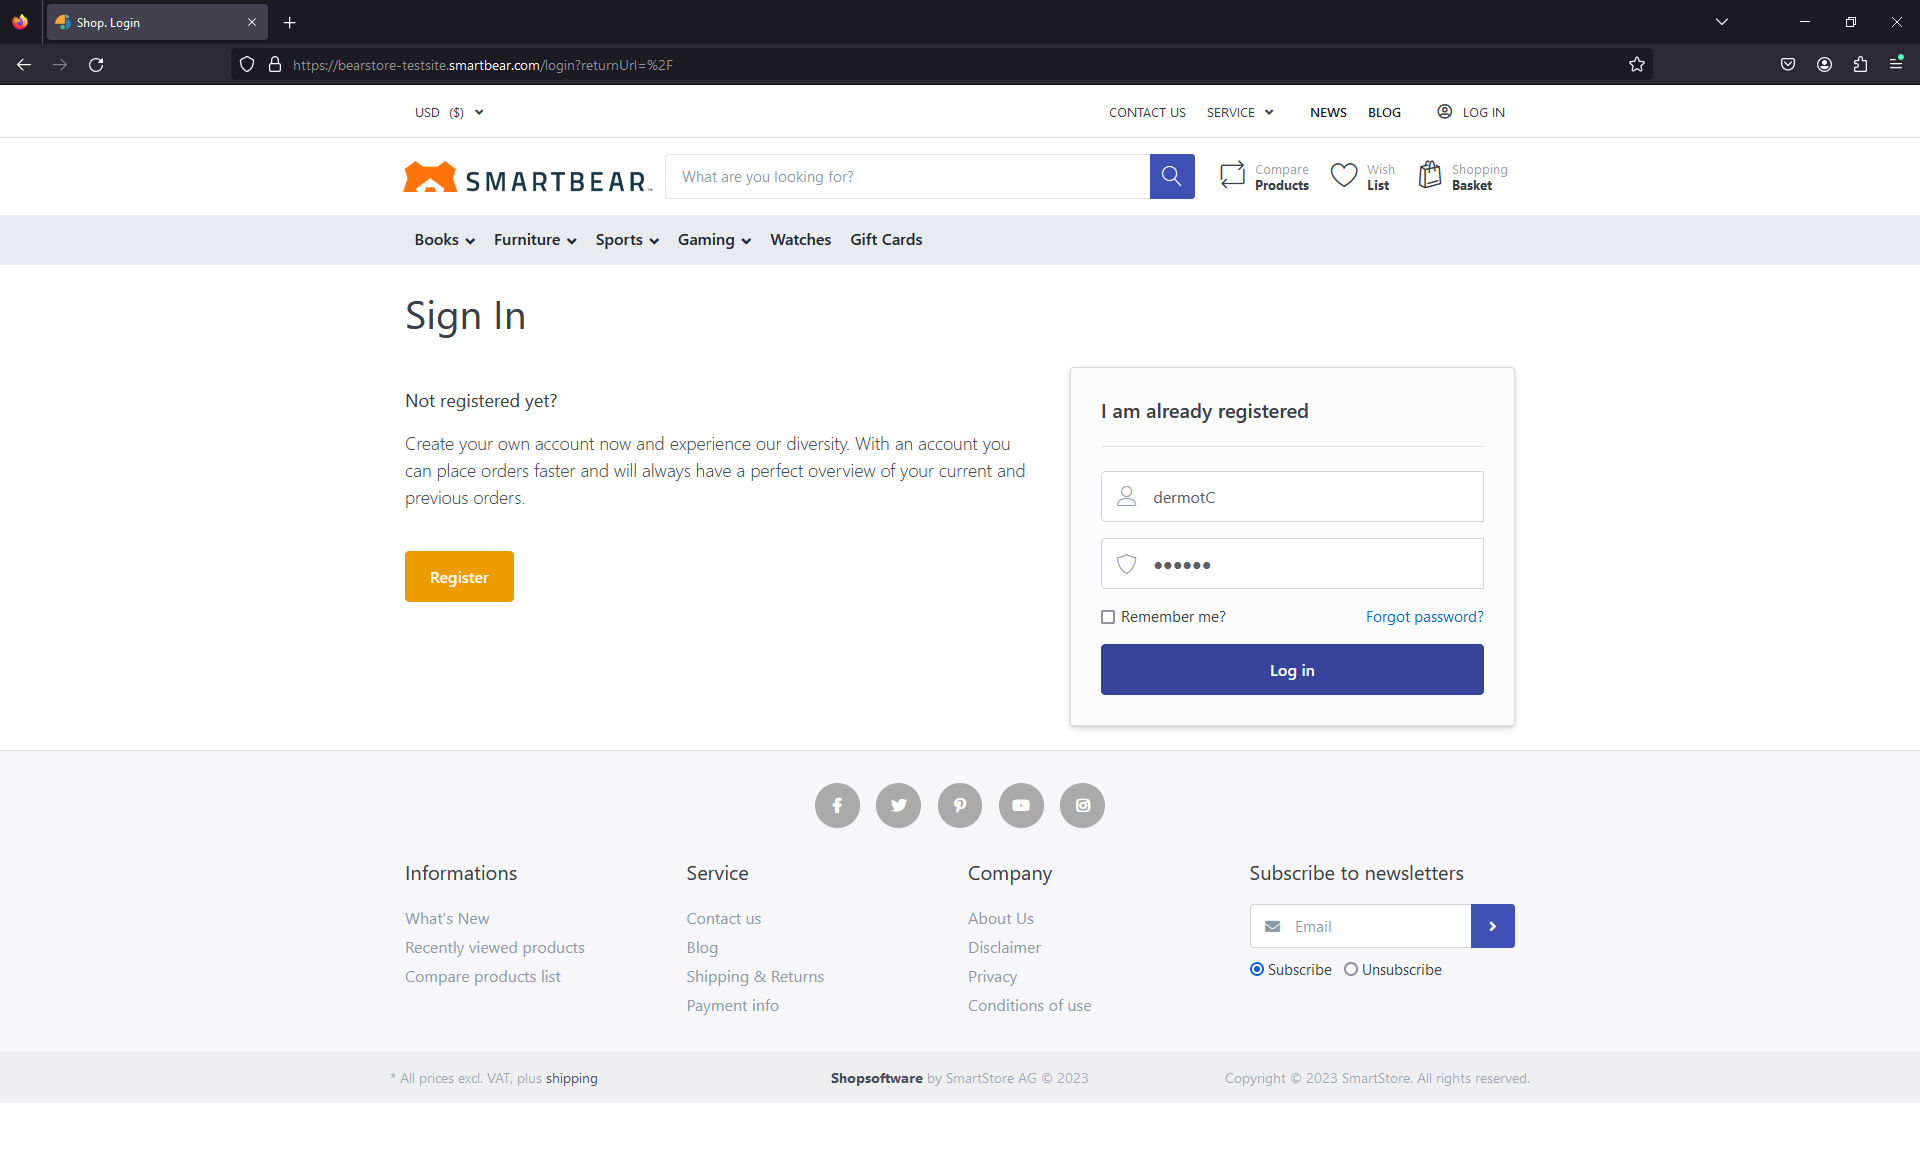 Shop. Login
https://bearstore-testsite.smartbear.com/login?returnUrl=%2F
USD ($)
CONTACT US
SERVICE
NEWS
BLOG
LOG IN
SMARTBEAR™
What are you looking for?
Compare
Products
Wish
List
Shopping
Basket
Books
Furniture
Sports
Gaming
Watches
Gift Cards
Sign In
Not registered yet?
Create your own account now and experience our diversity. With an account you
can place orders faster and will always have a perfect overview of your current and
previous orders.
Register
I am already registered
dermotC
●●●●●●
Remember me?
Forgot password?
Log in
Informations
What's New
Recently viewed products
Compare products list
Service
Contact us
Blog
Shipping & Returns
Payment info
Company
About Us
Disclaimer
Privacy
Conditions of use
Subscribe to newsletters
Email
Subscribe
Unsubscribe
* All prices excl. VAT, plus shipping
Shopsoftware by SmartStore AG © 2023
Copyright © 2023 SmartStore. All rights reserved.